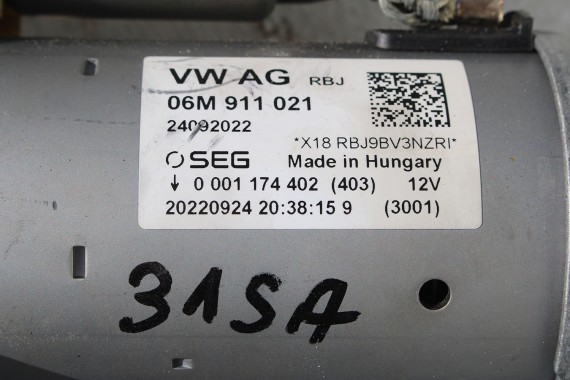 VW AG RBJ
06M 911 021
24092022
*X18 RBJ9BV3NZRI*
SEG Made in Hungary
↓ 0 001 174 402 (403) 12V
20220924 20:38:15 9 (3001)
31SA